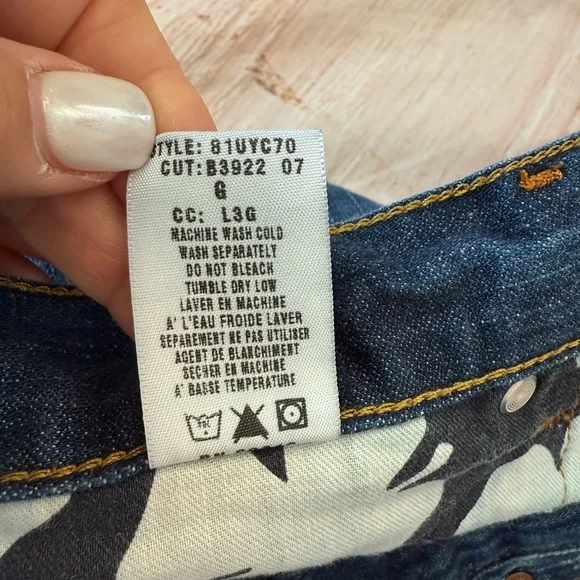 STYLE: 81UYC70
CUT:B3922 07
G
CC: L3G
MACHINE WASH COLD
WASH SEPARATELY
DO NOT BLEACH
TUMBLE DRY LOW
LAVER EN MACHINE
A' L'EAU FROIDE LAVER
SEPAREMENT NE PAS UTILISER
AGENT DE BLANCHIMENT
SECHER EN MACHINE
A' BASSE TEMPERATURE